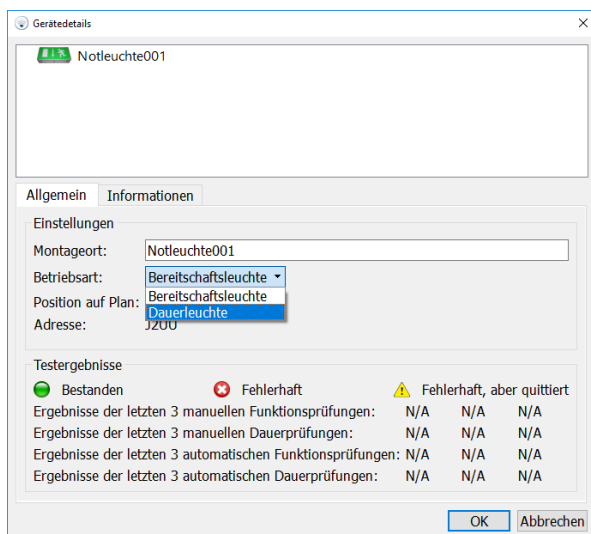 Gerätedetails
Notleuchte001
Allgemein Informationen
Einstellungen
Montageort: Notleuchte001
Betriebsart: Bereitschaftsleuchte
Bereitschaftsleuchte
Position auf Plan:
Dauerleuchte
Adresse:
Testergebnisse
Bestanden Fehlerhaft Fehlerhaft, aber quittiert
Ergebnisse der letzten 3 manuellen Funktionsprüfungen: N/A N/A N/A
Ergebnisse der letzten 3 manuellen Dauerprüfungen: N/A N/A N/A
Ergebnisse der letzten 3 automatischen Funktionsprüfungen: N/A N/A N/A
Ergebnisse der letzten 3 automatischen Dauerprüfungen: N/A N/A N/A
OK Abbrechen